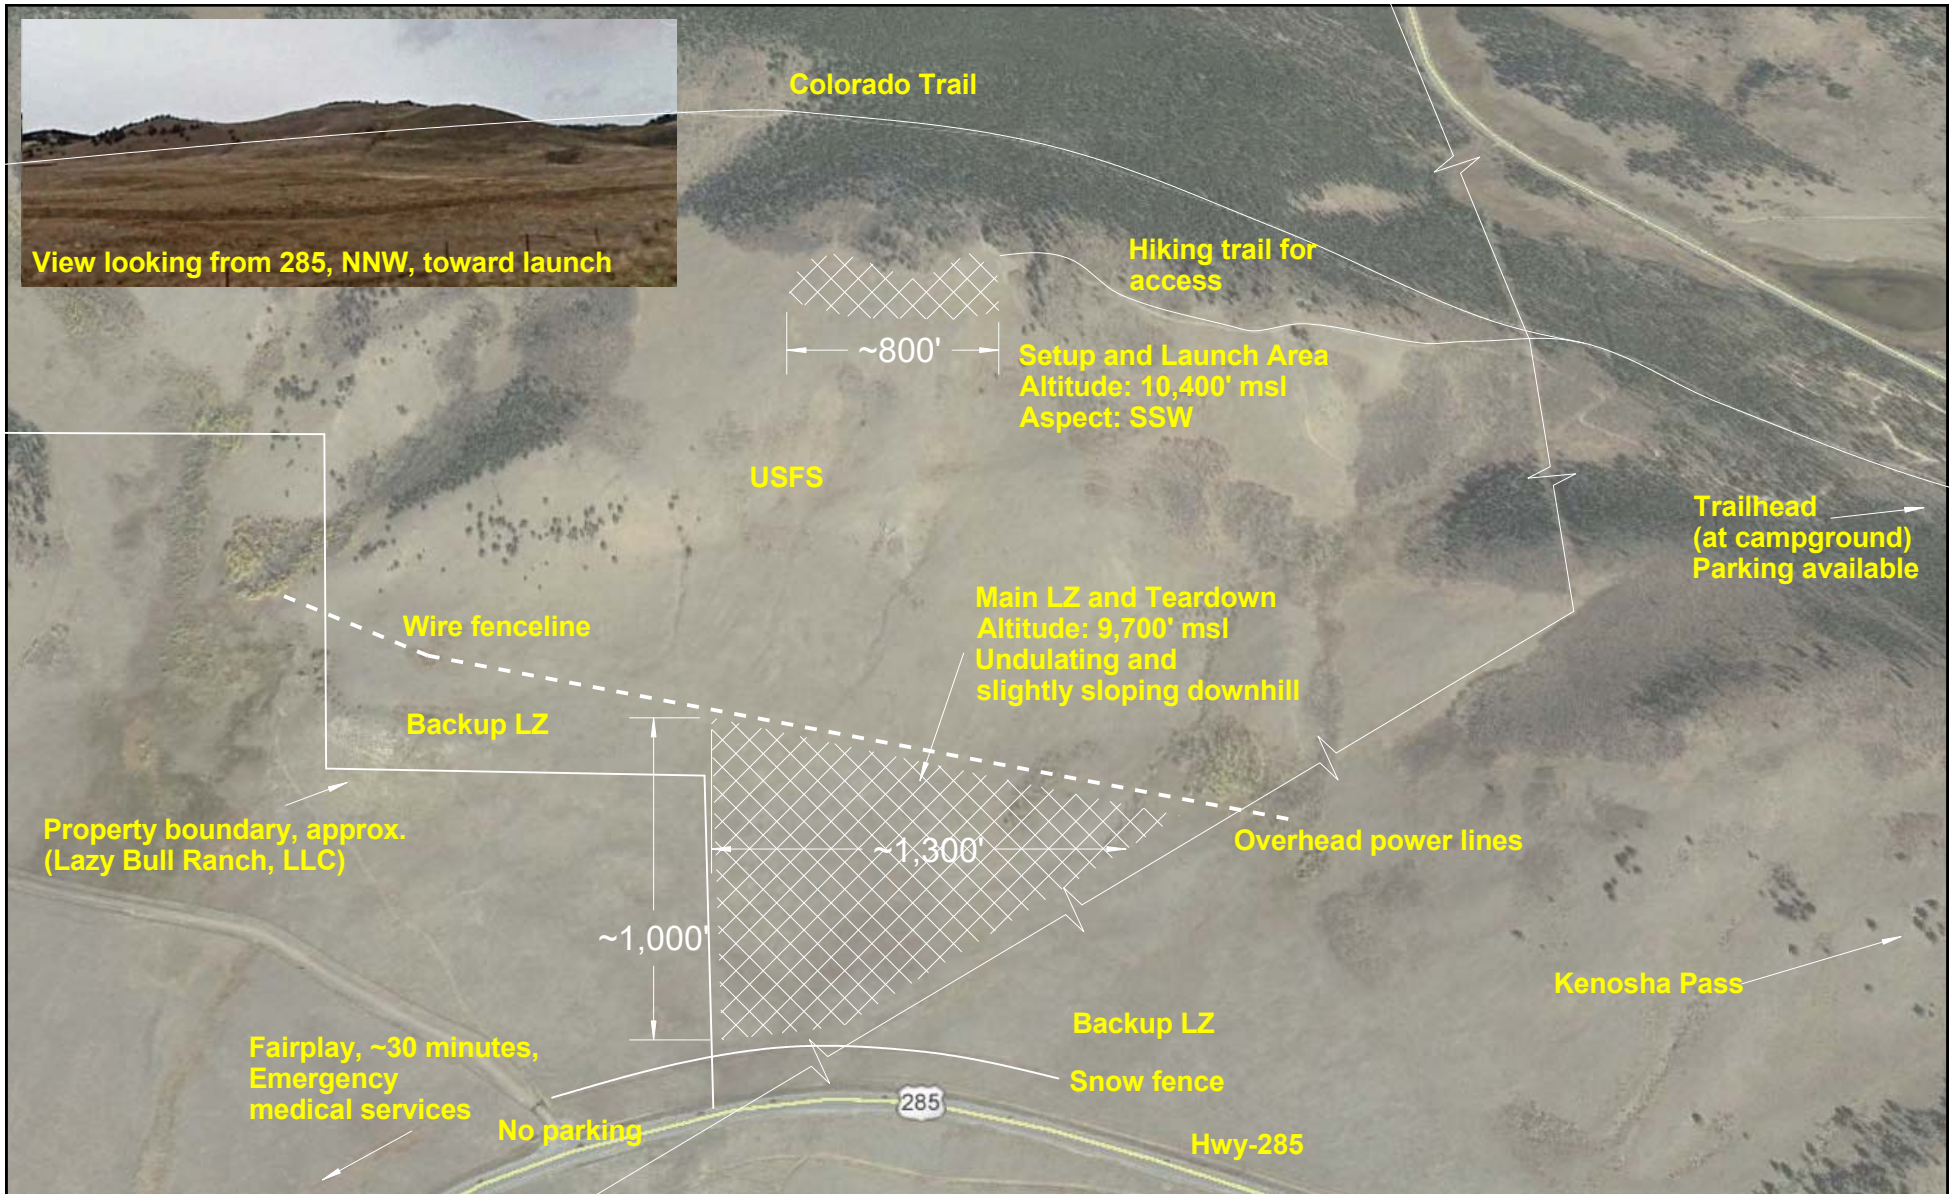 Colorado Trail
View looking from 285, NNW, toward launch
Hiking trail for
access
~800'
Setup and Launch Area
Altitude: 10,400' msl
Aspect: SSW
USFS
Trailhead
(at campground)
Parking available
Main LZ and Teardown
Altitude: 9,700' msl
Undulating and
slightly sloping downhill
Wire fenceline
Backup LZ
Property boundary, approx.
(Lazy Bull Ranch, LLC)
~1,300'
Overhead power lines
~1,000'
Kenosha Pass
Backup LZ
Fairplay, ~30 minutes,
Emergency
medical services
Snow fence
285
No parking
Hwy-285